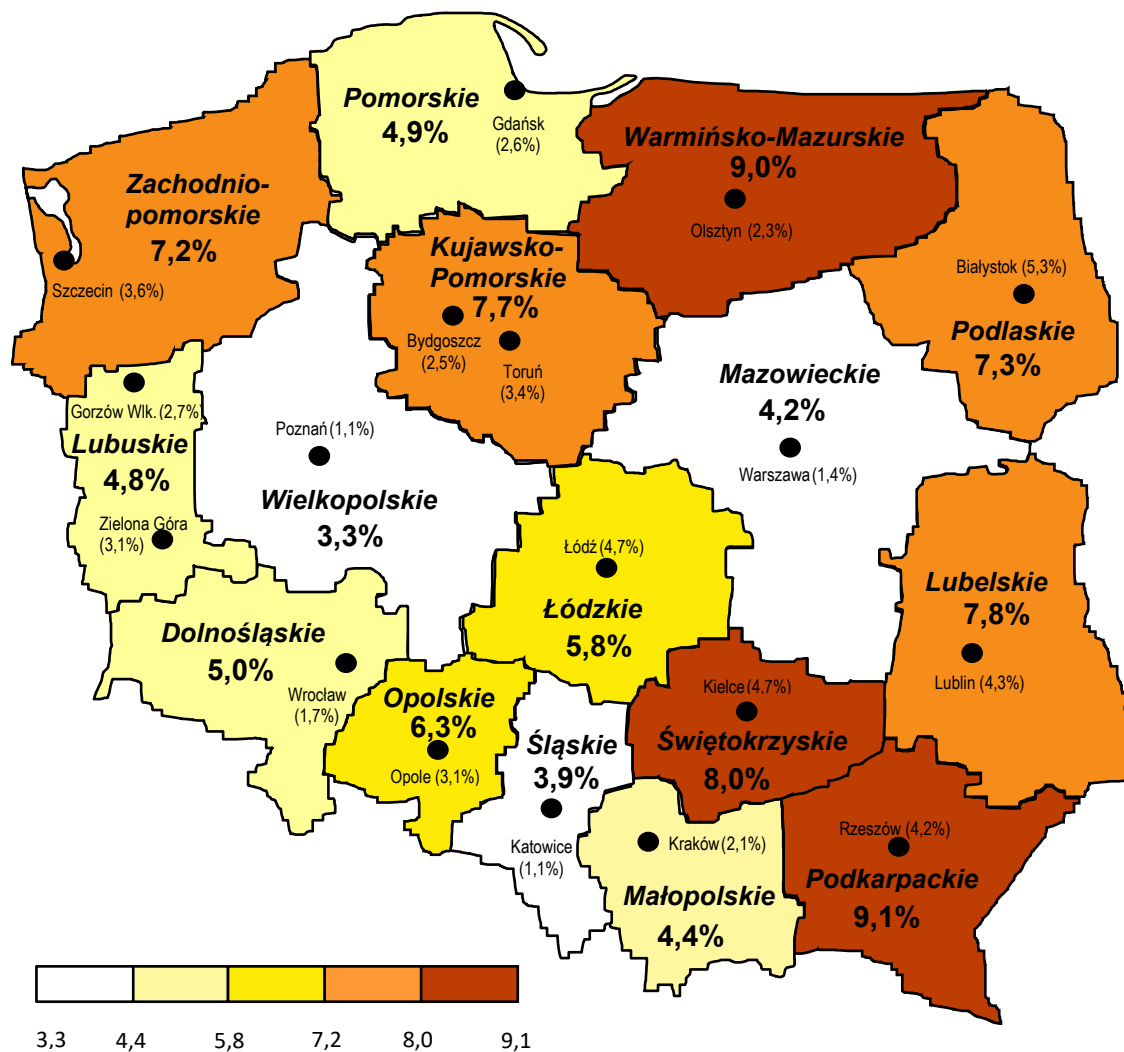 Pomorskie
4,9%
Gdańsk
(2,6%)
Warmińsko-Mazurskie
9,0%
Olsztyn (2,3%)
Zachodnio-
pomorskie
7,2%
Szczecin (3,6%)
Kujawsko-
Pomorskie
7,7%
Bydgoszcz
(2,5%)
Toruń
(3,4%)
Białystok (5,3%)
Podlaskie
7,3%
Mazowieckie
4,2%
Warszawa (1,4%)
Gorzów Wlk. (2,7%)
Lubuskie
4,8%
Zielona Góra
(3,1%)
Poznań (1,1%)
Wielkopolskie
3,3%
Łódź (4,7%)
Łódzkie
5,8%
Lubelskie
7,8%
Lublin (4,3%)
Dolnośląskie
5,0%
Wrocław
(1,7%)
Opolskie
6,3%
Opole (3,1%)
Śląskie
3,9%
Katowice
(1,1%)
Kielce (4,7%)
Świętokrzyskie
8,0%
Kraków (2,1%)
Małopolskie
4,4%
Rzeszów (4,2%)
Podkarpackie
9,1%
3,3 4,4 5,8 7,2 8,0 9,1